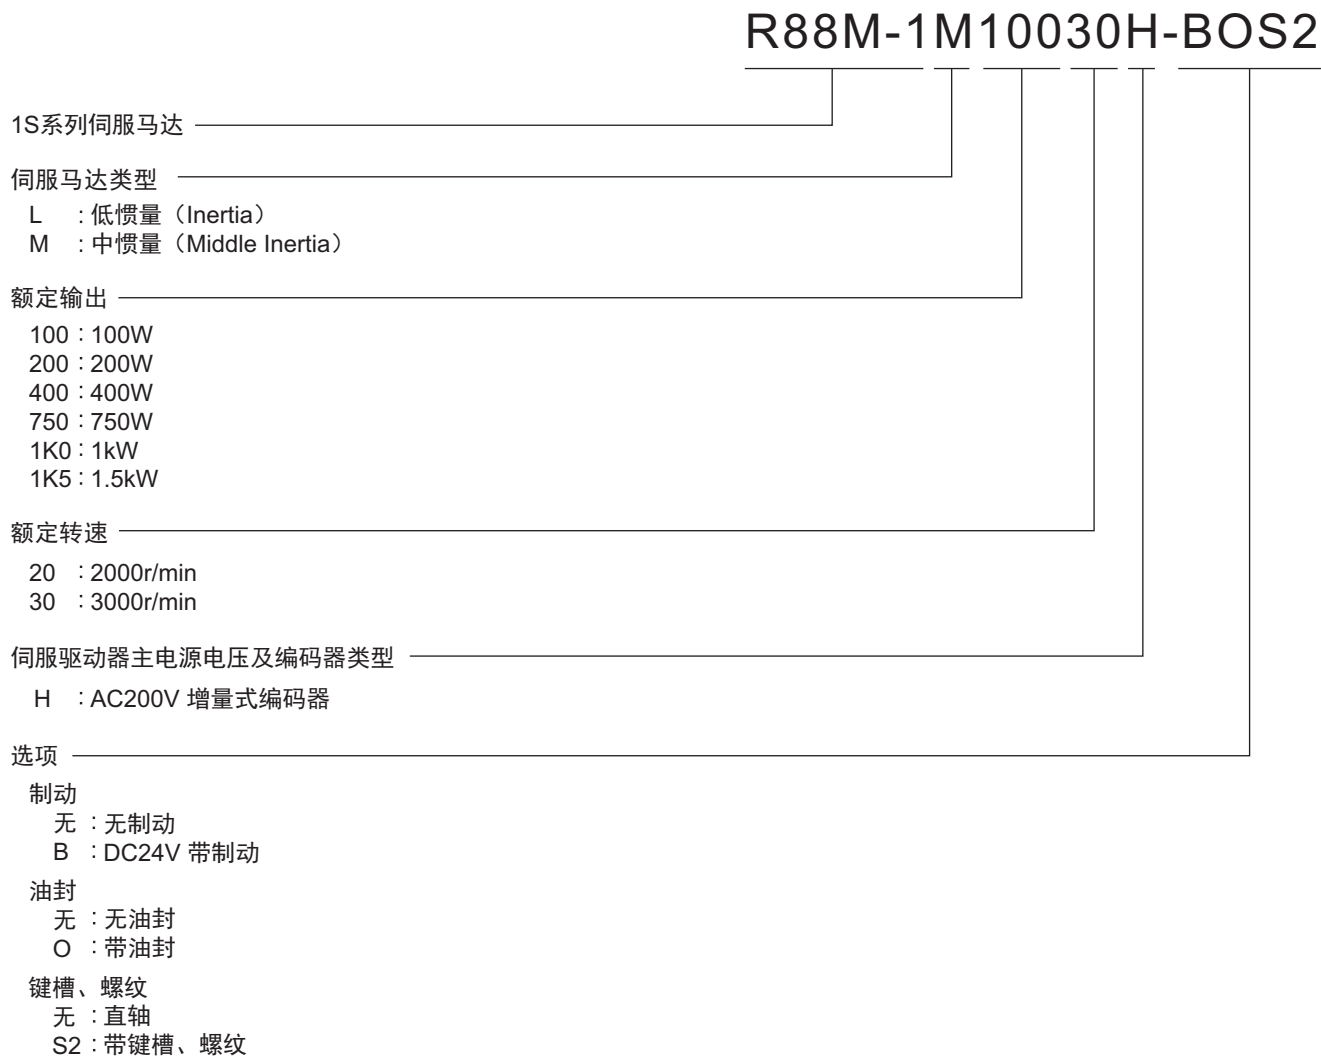 R88M-1M10030H-BOS2
1S系列伺服马达
伺服马达类型
L : 低惯量（Inertia）
M : 中惯量（Middle Inertia）
额定输出
100 : 100W
200 : 200W
400 : 400W
750 : 750W
1K0 : 1kW
1K5 : 1.5kW
额定转速
20 : 2000r/min
30 : 3000r/min
伺服驱动器主电源电压及编码器类型
H : AC200V 增量式编码器
选项
制动
无 : 无制动
B : DC24V 带制动
油封
无 : 无油封
O : 带油封
键槽、螺纹
无 : 直轴
S2 : 带键槽、螺纹